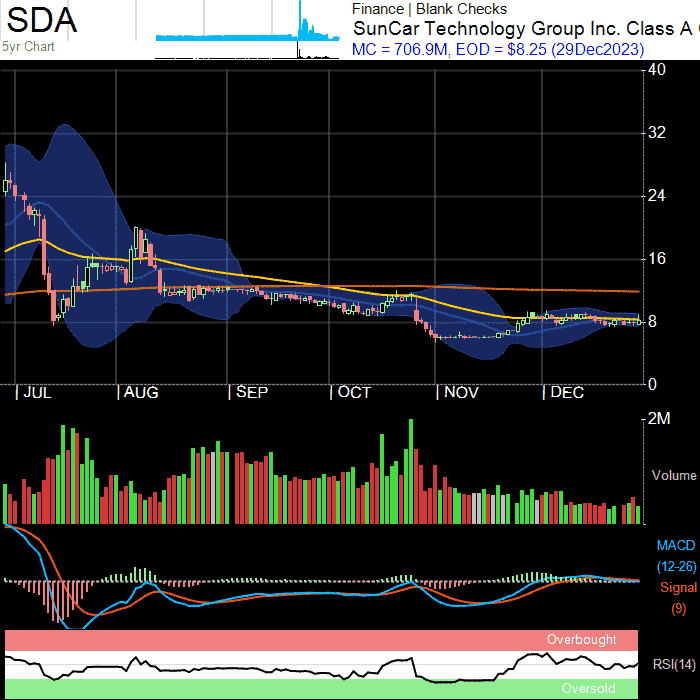 SDA
5yr Chart
Finance | Blank Checks
SunCar Technology Group Inc. Class A
MC = 706.9M, EOD = $8.25 (29Dec2023)
40
32
24
16
8
0
JUL
AUG
SEP
OCT
NOV
DEC
2M
Volume
MACD
(12-26)
Signal
(9)
Overbought
RSI(14)
Oversold